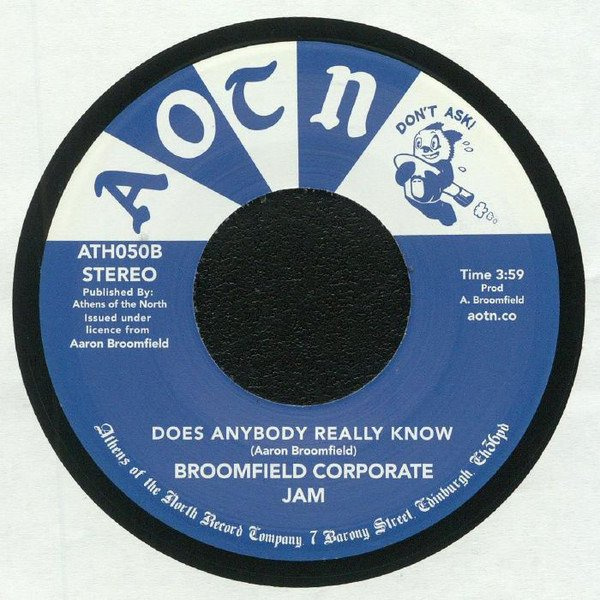 AOTN
DON'T ASK!
ATH050B
STEREO
Published By:
Athens of the North
Issued under
licence from
Aaron Broomfield
Time 3:59
Prod
A. Broomfield
aotn.co
DOES ANYBODY REALLY KNOW
(Aaron Broomfield)
BROOMFIELD CORPORATE
JAM
Athens of the North Record Company, 7 Barony Street, Edinburgh, Eh36pd